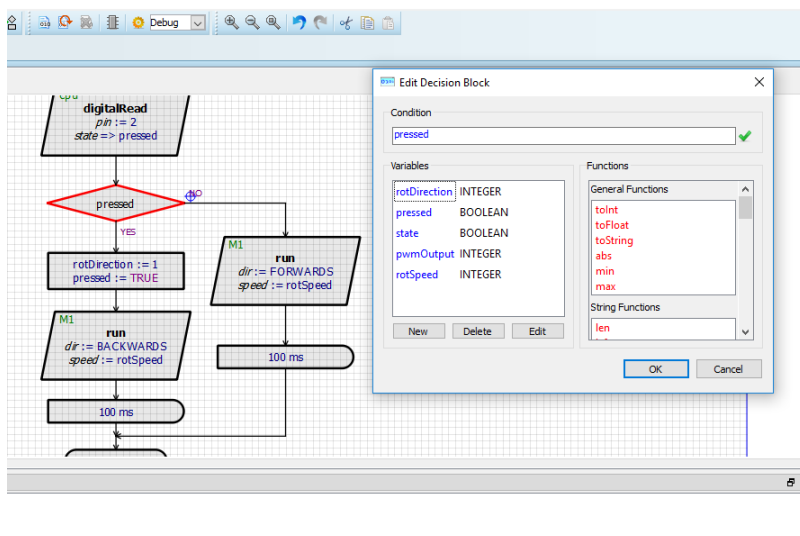 Debug
Cpu
digitalRead
pin := 2
state => pressed
pressed
NO
YES
rotDirection := 1
pressed := TRUE
M1
run
dir := BACKWARDS
speed := rotSpeed
100 ms
M1
run
dir := FORWARDS
speed := rotSpeed
100 ms
Edit Decision Block
Condition
pressed
Variables
rotDirection INTEGER
pressed BOOLEAN
state BOOLEAN
pwmOutput INTEGER
rotSpeed INTEGER
New Delete Edit
Functions
General Functions
toInt
toFloat
toString
abs
min
max
String Functions
len
OK Cancel